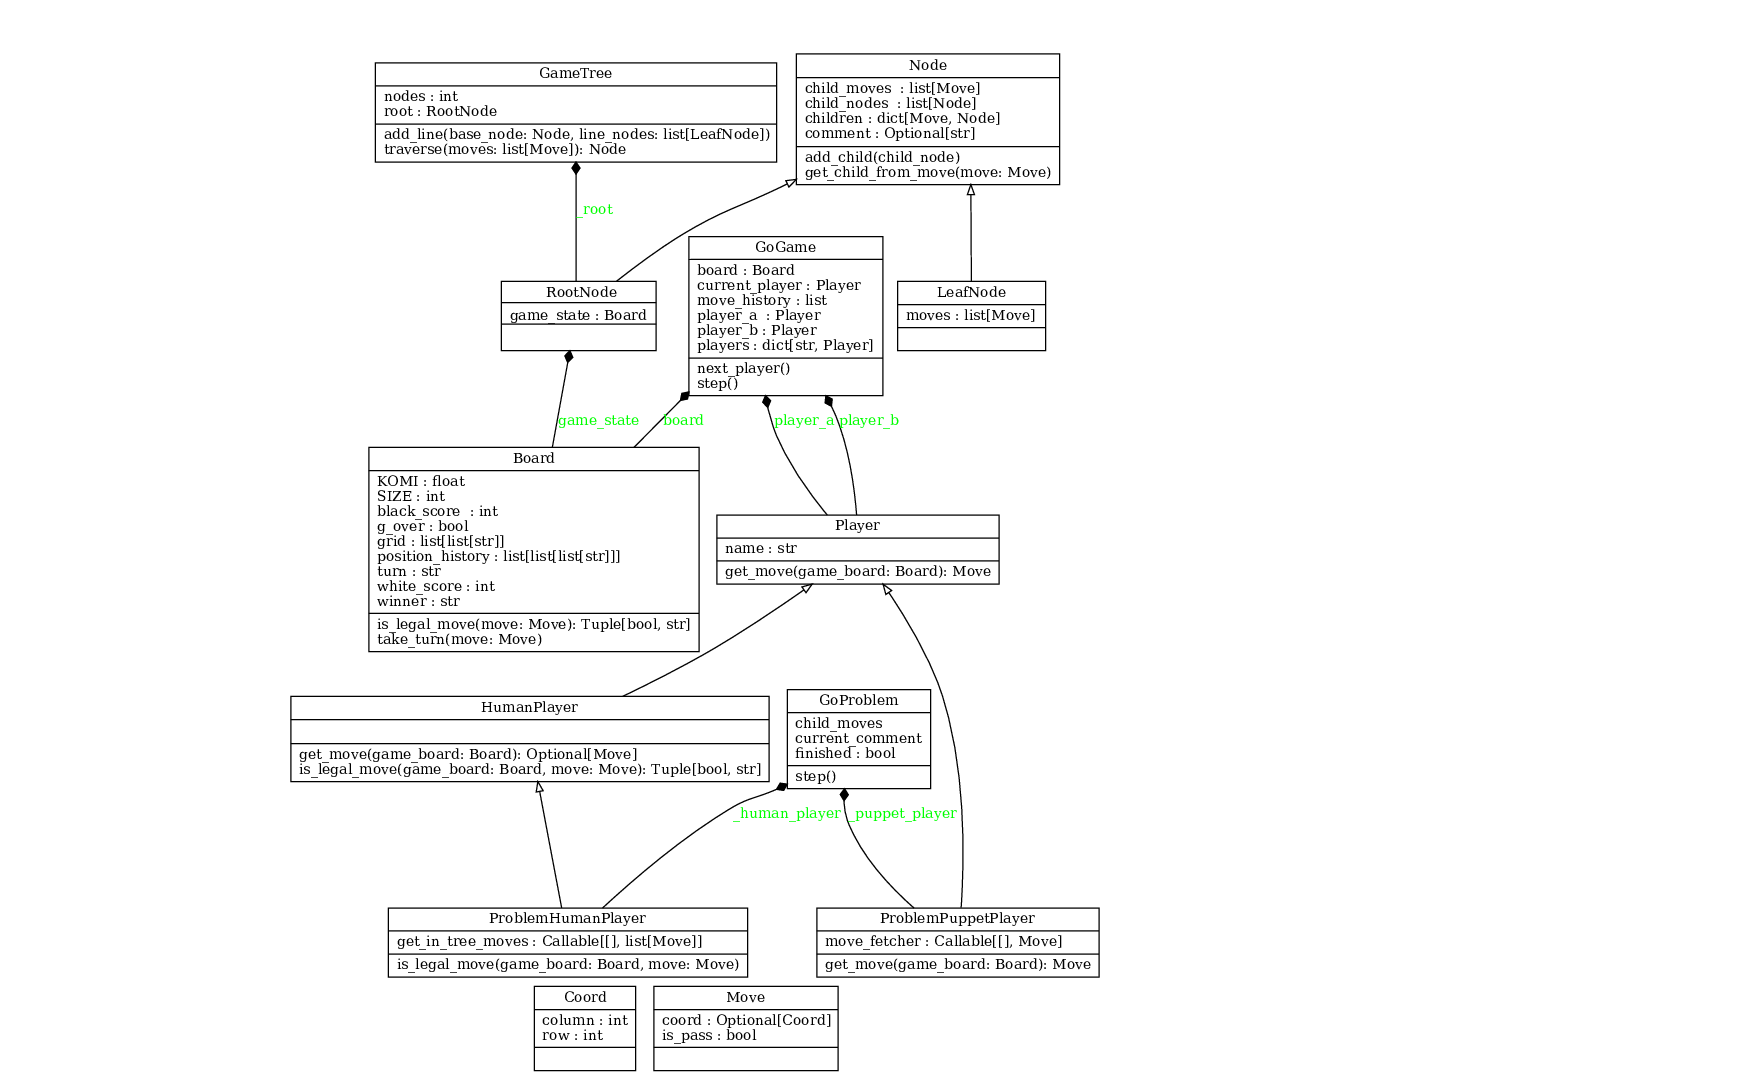 GameTree
nodes : int
root : RootNode
add_line(base_node: Node, line_nodes: list[LeafNode])
traverse(moves: list[Move]): Node
Node
child_moves  : list[Move]
child_nodes  : list[Node]
children : dict[Move, Node]
comment : Optional[str]
add_child(child_node)
get_child_from_move(move: Move)
_root
RootNode
game_state : Board
GoGame
board : Board
current_player : Player
move_history : list
player_a  : Player
player_b : Player
players : dict[str, Player]
next_player()
step()
LeafNode
moves : list[Move]
game_state
board
player_a
player_b
Board
KOMI : float
SIZE : int
black_score  : int
g_over : bool
grid : list[list[str]]
position_history : list[list[list[str]]]
turn : str
white_score : int
winner : str
is_legal_move(move: Move): Tuple[bool, str]
take_turn(move: Move)
Player
name : str
get_move(game_board: Board): Move
HumanPlayer
get_move(game_board: Board): Optional[Move]
is_legal_move(game_board: Board, move: Move): Tuple[bool, str]
GoProblem
child_moves
current_comment
finished : bool
step()
_human_player
_puppet_player
ProblemHumanPlayer
get_in_tree_moves : Callable[[], list[Move]]
is_legal_move(game_board: Board, move: Move)
ProblemPuppetPlayer
move_fetcher : Callable[[], Move]
get_move(game_board: Board): Move
Coord
column : int
row : int
Move
coord : Optional[Coord]
is_pass : bool